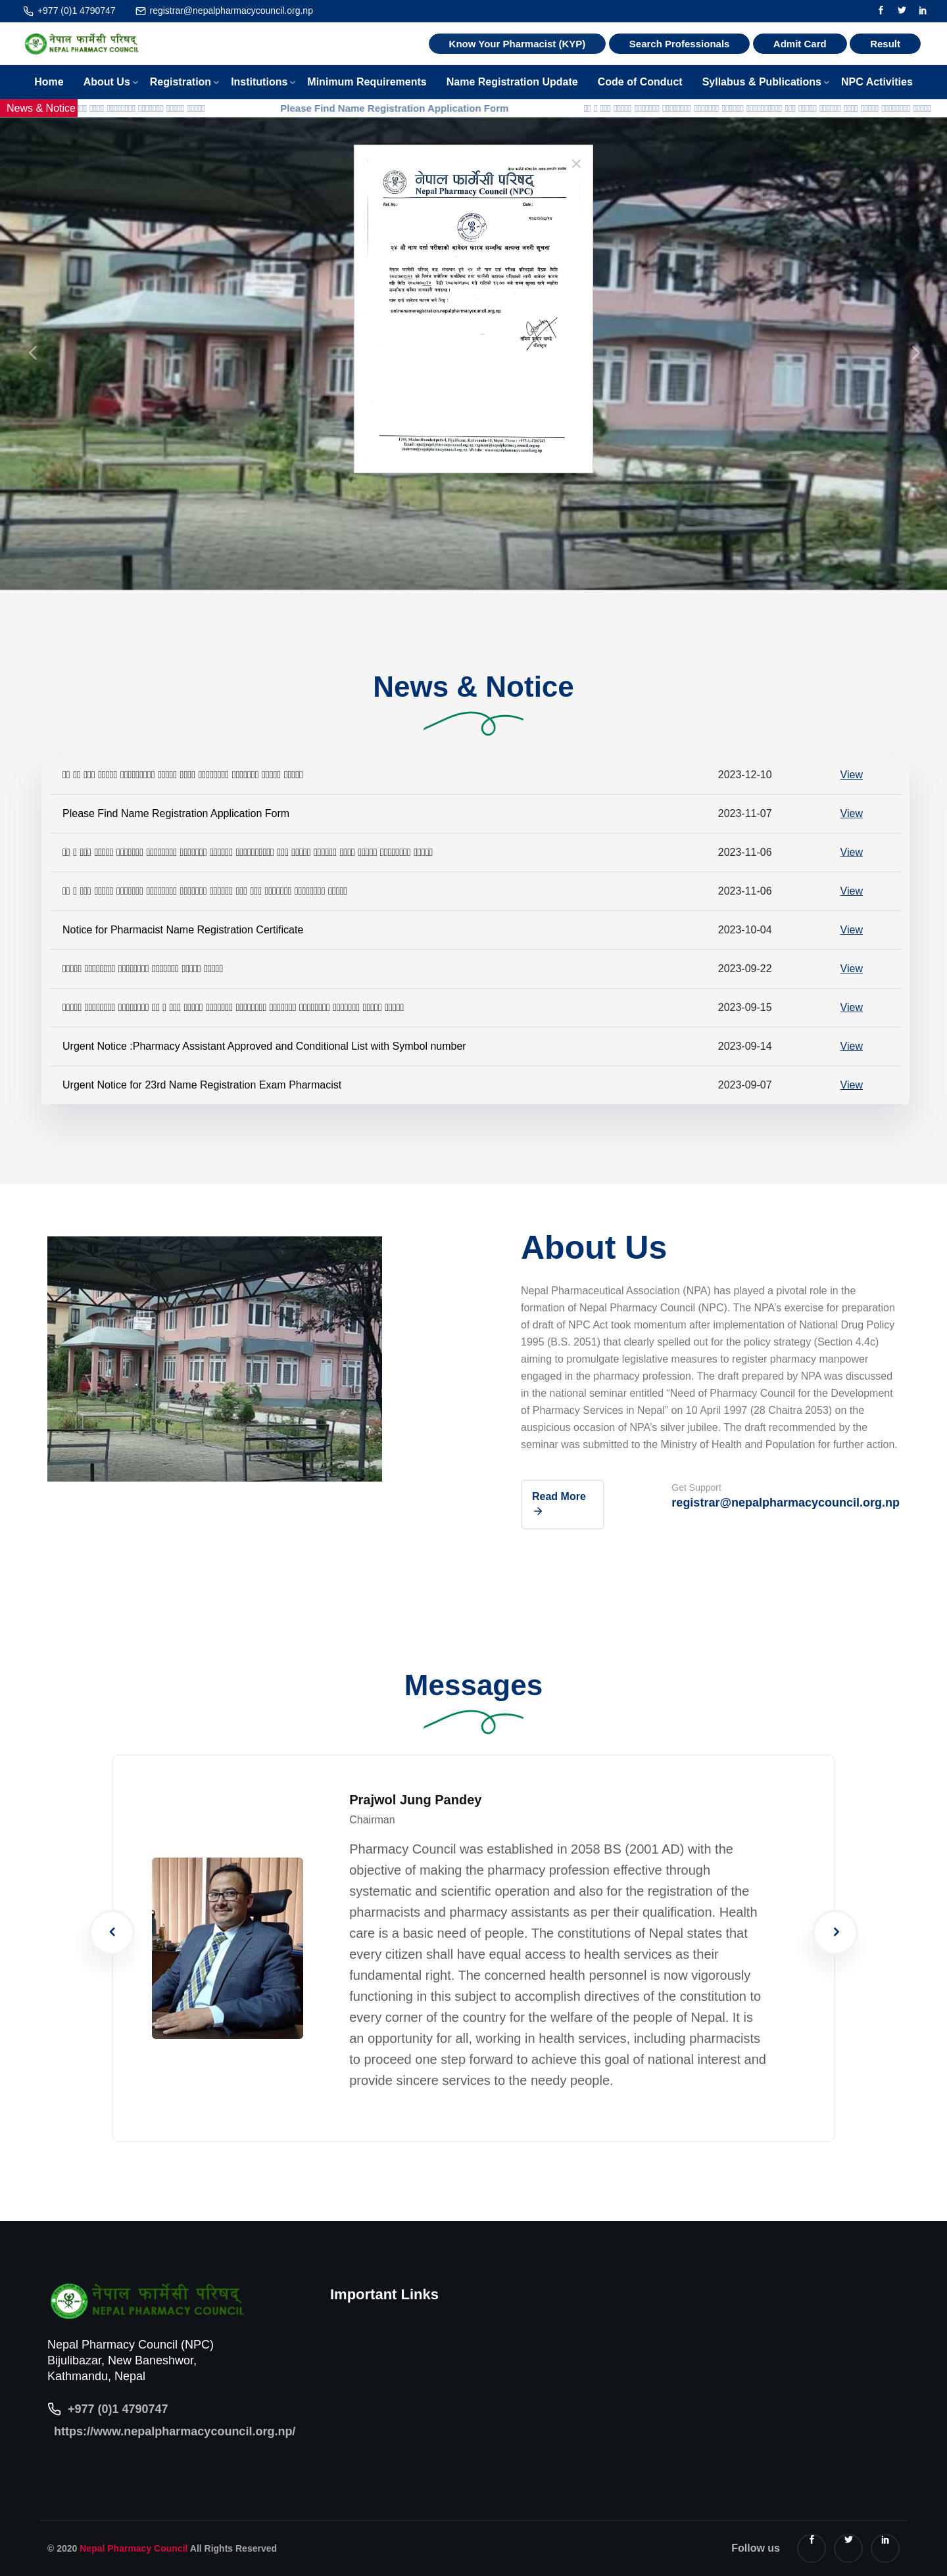 +977 (0)1 4790747 registrar@nepalpharmacycouncil.org.np
नेपाल फार्मेसी परिषद्
NEPAL PHARMACY COUNCIL
Know Your Pharmacist (KYP) Search Professionals Admit Card Result
Home About Us Registration Institutions Minimum Requirements Name Registration Update Code of Conduct Syllabus & Publications NPC Activities
News & Notice Please Find Name Registration Application Form
नेपाल फार्मेसी परिषद्
Nepal Pharmacy Council (NPC)
Ref. No.: Date :
२४ औं नाम दर्ता परीक्षाको आवेदन फारम सम्बन्धि अत्यन्त जरुरी सूचना
onlinenameregistration.nepalpharmacycouncil.org.np
News & Notice
2023-12-10 View
Please Find Name Registration Application Form 2023-11-07 View
2023-11-06 View
2023-11-06 View
Notice for Pharmacist Name Registration Certificate 2023-10-04 View
2023-09-22 View
2023-09-15 View
Urgent Notice :Pharmacy Assistant Approved and Conditional List with Symbol number 2023-09-14 View
Urgent Notice for 23rd Name Registration Exam Pharmacist 2023-09-07 View
About Us
Nepal Pharmaceutical Association (NPA) has played a pivotal role in the
formation of Nepal Pharmacy Council (NPC). The NPA's exercise for preparation
of draft of NPC Act took momentum after implementation of National Drug Policy
1995 (B.S. 2051) that clearly spelled out for the policy strategy (Section 4.4c)
aiming to promulgate legislative measures to register pharmacy manpower
engaged in the pharmacy profession. The draft prepared by NPA was discussed
in the national seminar entitled “Need of Pharmacy Council for the Development
of Pharmacy Services in Nepal” on 10 April 1997 (28 Chaitra 2053) on the
auspicious occasion of NPA's silver jubilee. The draft recommended by the
seminar was submitted to the Ministry of Health and Population for further action.
Read More
Get Support
registrar@nepalpharmacycouncil.org.np
Messages
Prajwol Jung Pandey
Chairman
Pharmacy Council was established in 2058 BS (2001 AD) with the
objective of making the pharmacy profession effective through
systematic and scientific operation and also for the registration of the
pharmacists and pharmacy assistants as per their qualification. Health
care is a basic need of people. The constitutions of Nepal states that
every citizen shall have equal access to health services as their
fundamental right. The concerned health personnel is now vigorously
functioning in this subject to accomplish directives of the constitution to
every corner of the country for the welfare of the people of Nepal. It is
an opportunity for all, working in health services, including pharmacists
to proceed one step forward to achieve this goal of national interest and
provide sincere services to the needy people.
नेपाल फार्मेसी परिषद्
NEPAL PHARMACY COUNCIL
Important Links
Nepal Pharmacy Council (NPC)
Bijulibazar, New Baneshwor,
Kathmandu, Nepal
+977 (0)1 4790747
https://www.nepalpharmacycouncil.org.np/
© 2020 Nepal Pharmacy Council All Rights Reserved Follow us